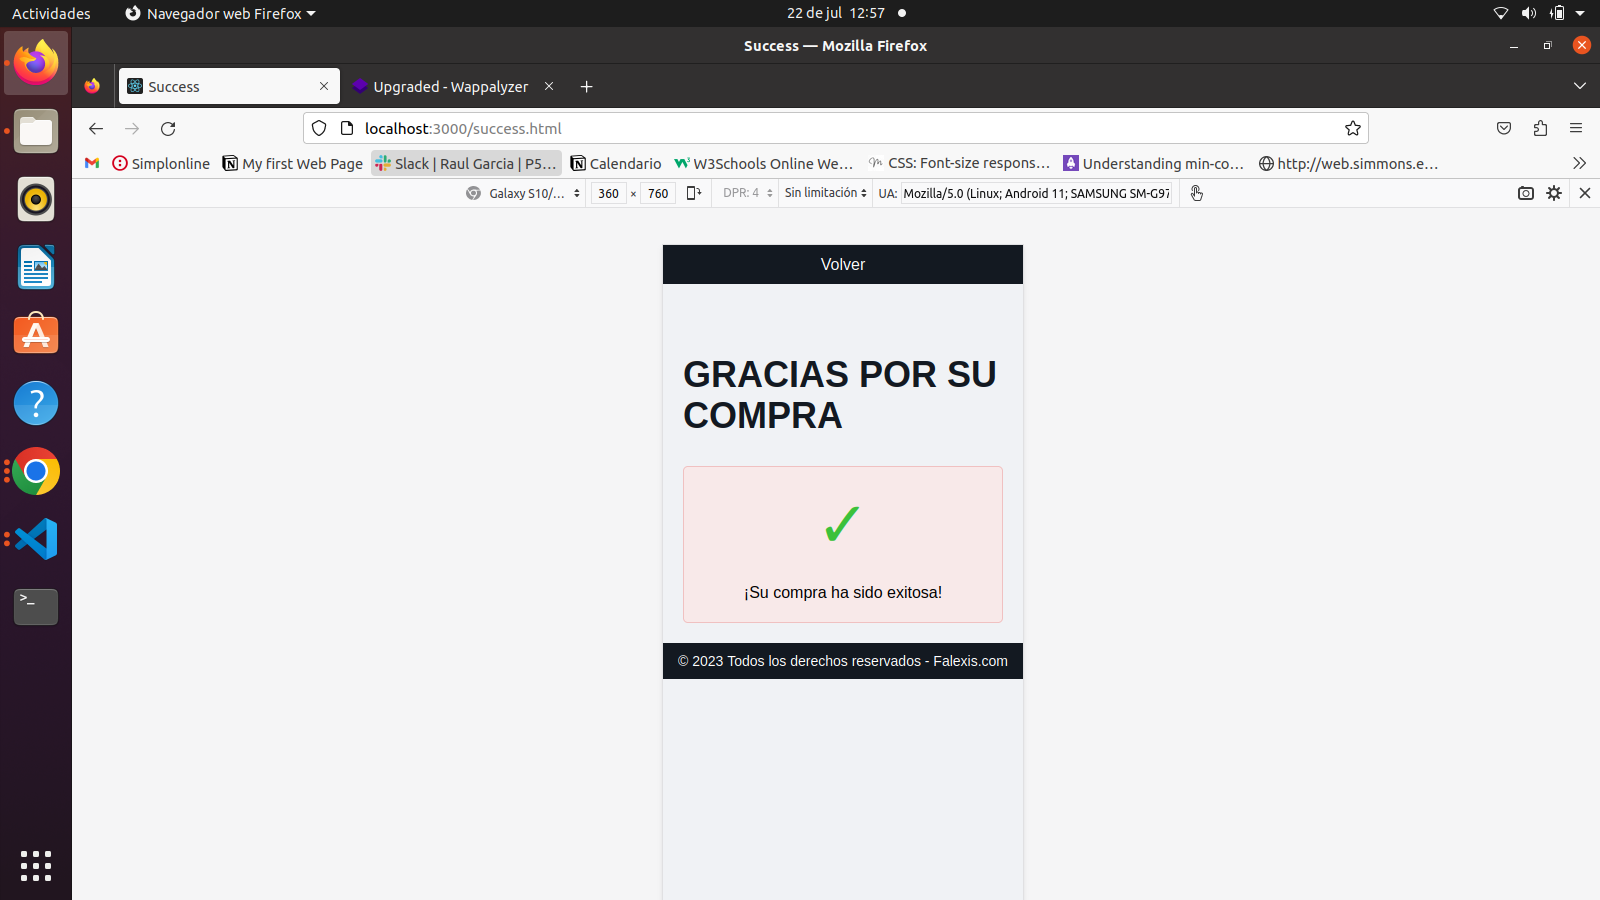 Actividades
Navegador web Firefox
22 de jul 12:57
Success — Mozilla Firefox
Success
Upgraded - Wappalyzer
localhost:3000/success.html
Simplonline
My first Web Page
Slack | Raul Garcia | P5…
Calendario
W3Schools Online We…
CSS: Font-size respons…
Understanding min-co…
http://web.simmons.e…
Galaxy S10/…
360 × 760
DPR: 4
Sin limitación
UA: Mozilla/5.0 (Linux; Android 11; SAMSUNG SM-G97
Volver
GRACIAS POR SU
COMPRA
¡Su compra ha sido exitosa!
© 2023 Todos los derechos reservados - Falexis.com